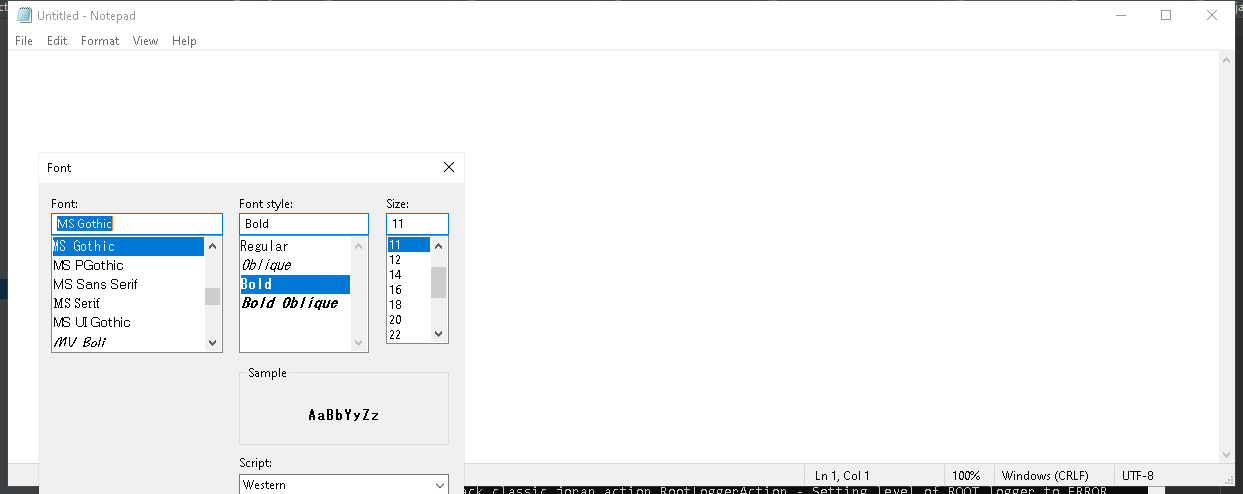 Untitled - Notepad
File Edit Format View Help
Font
Font: Font style: Size:
MS Gothic Bold 11
MS Gothic Regular 11
MS PGothic Oblique 12
MS Sans Serif Bold 14
MS Serif Bold Oblique 16
MS UI Gothic 18
MV Boli 20
22
Sample
AaBbYyZz
Script:
Western
Ln 1, Col 1 100% Windows (CRLF) UTF-8
classic joran action RootLoggerAction - Setting level of ROOT logger to ERROR